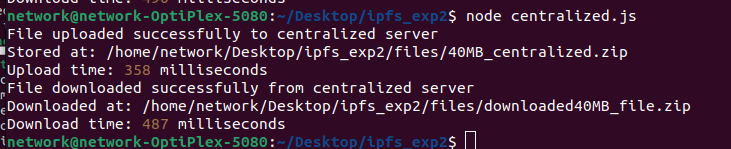 network@network-OptiPlex-5080:~/Desktop/ipfs_exp2$ node centralized.js
File uploaded successfully to centralized server
Stored at: /home/network/Desktop/ipfs_exp2/files/40MB_centralized.zip
Upload time: 358 milliseconds
File downloaded successfully from centralized server
Downloaded at: /home/network/Desktop/ipfs_exp2/files/downloaded40MB_file.zip
Download time: 487 milliseconds
network@network-OptiPlex-5080:~/Desktop/ipfs_exp2$